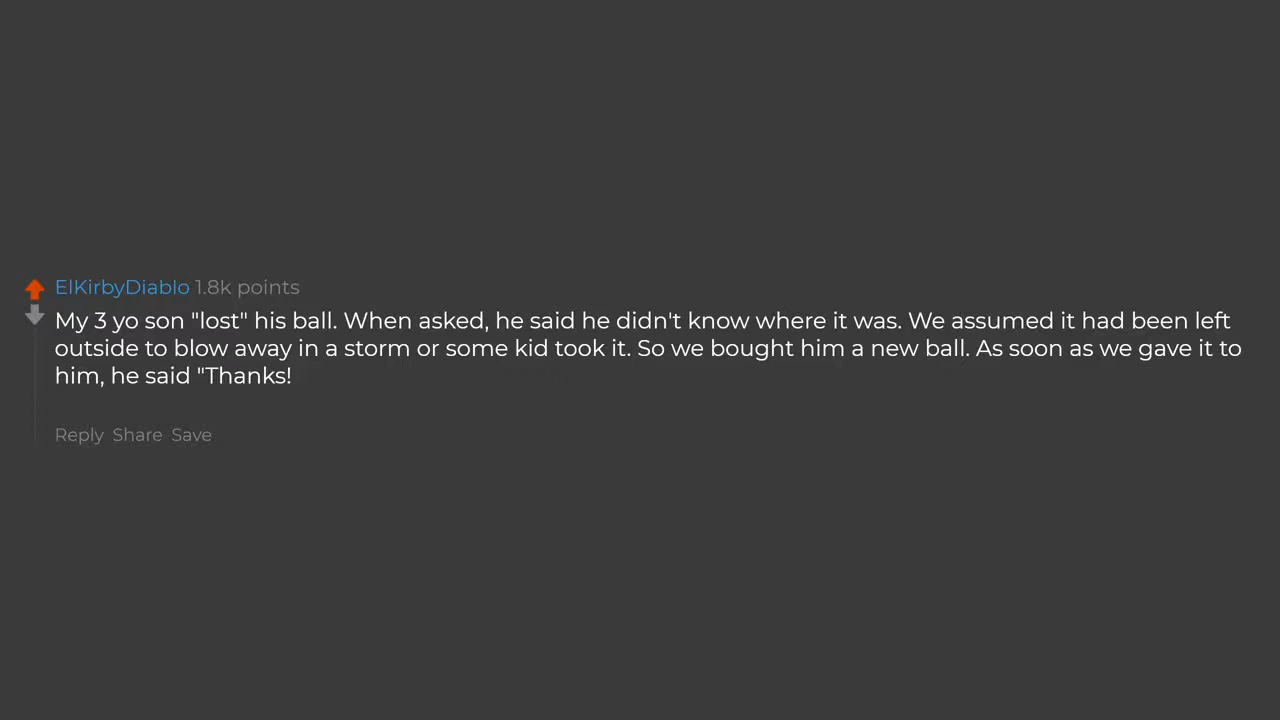 ElKirbyDiablo 1.8k points
My 3 yo son "lost" his ball. When asked, he said he didn't know where it was. We assumed it had been left
outside to blow away in a storm or some kid took it. So we bought him a new ball. As soon as we gave it to
him, he said "Thanks!
Reply Share Save